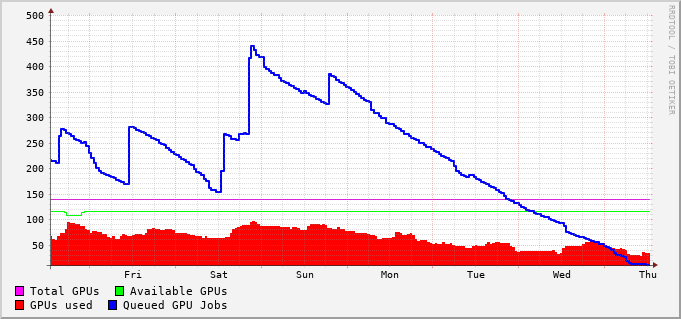 500
450
400
350
300
250
200
150
100
50
Fri Sat Sun Mon Tue Wed Thu
Total GPUs Available GPUs
GPUs used Queued GPU Jobs
RRDTOOL / TOBI OETIKER